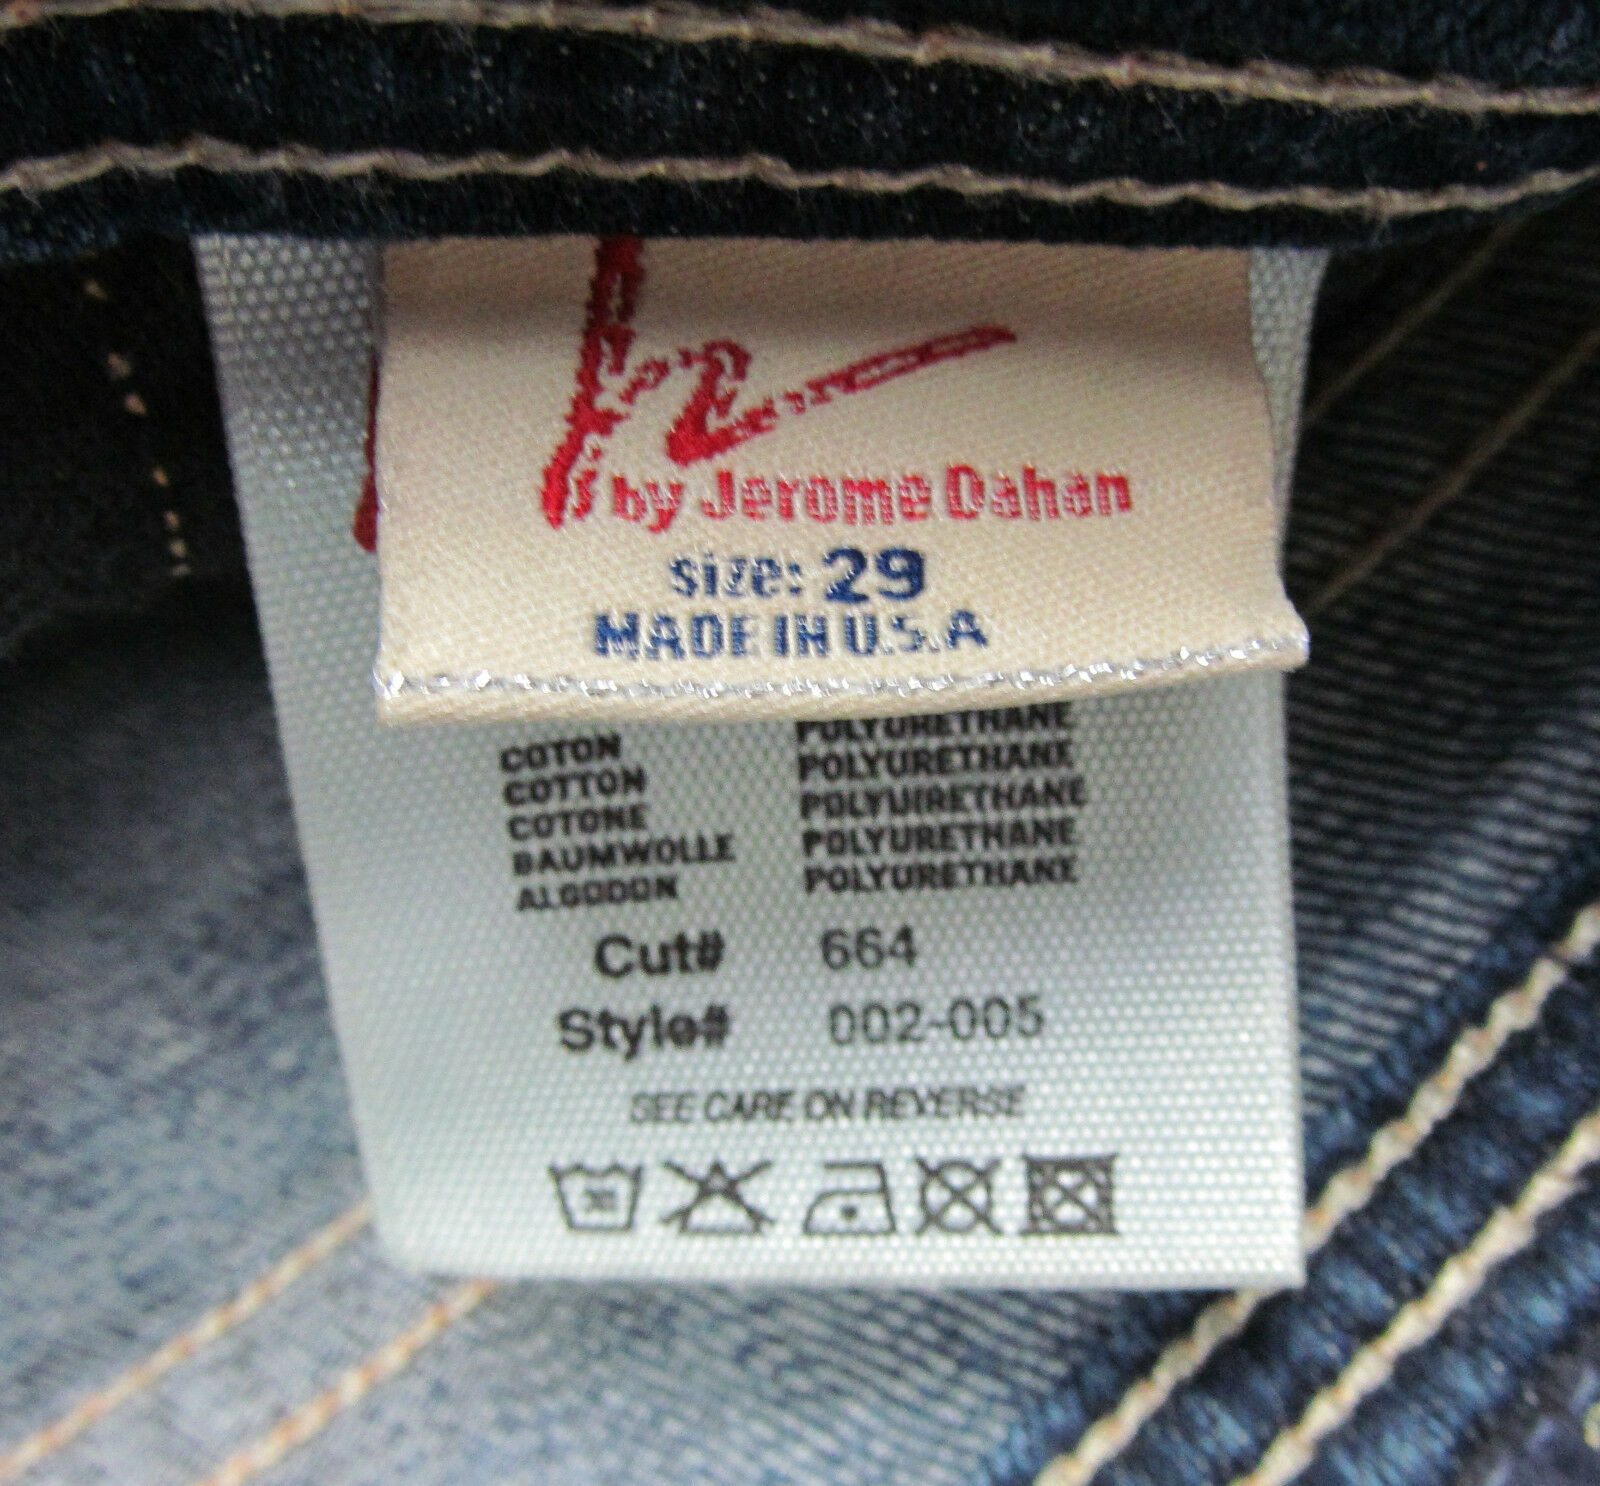 by Jerome Dahan
size: 29
MADE IN U.S.A
POLYURETHANE
COTON POLYURETHANE
COTTON POLYURETHANE
COTONE POLYURETHANE
BAUMWOLLE POLYURETHANE
ALGODON
Cut# 664
Style# 002-005
SEE CARE ON REVERSE
30